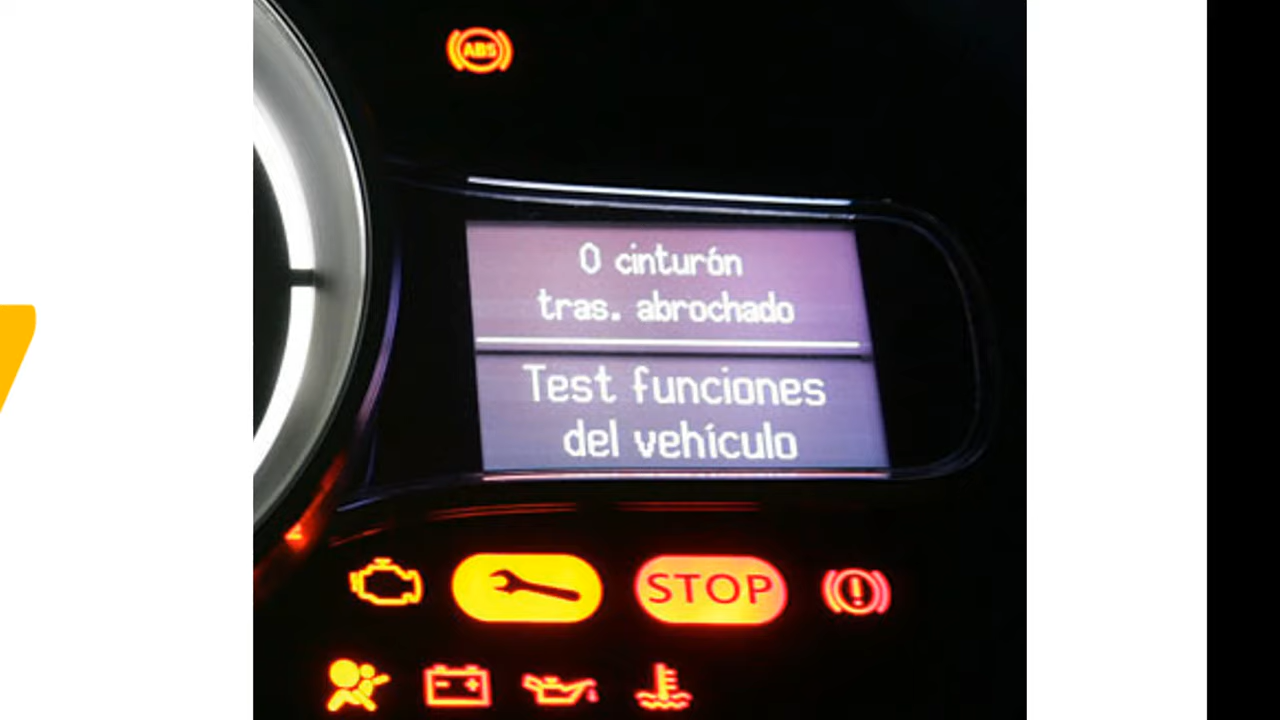 ABS
0 cinturón
tras. abrochado
Test funciones
del vehículo
STOP